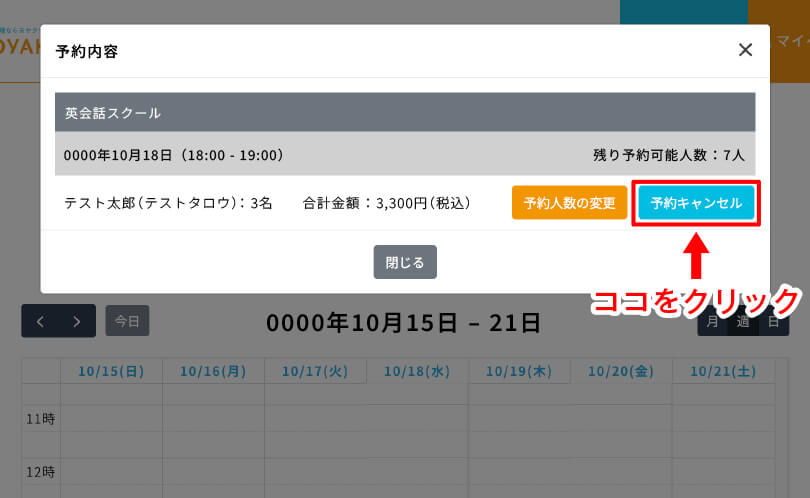 予約内容
×
英会話スクール
0000年10月18日（18:00 - 19:00）
残り予約可能人数：7人
テスト太郎（テストタロウ）：3名
合計金額：3,300円（税込）
予約人数の変更
予約キャンセル
閉じる
ココをクリック
今日
0000年10月15日 – 21日
月 週 日
10/15(日) 10/16(月) 10/17(火) 10/18(水) 10/19(木) 10/20(金) 10/21(土)
11時
12時